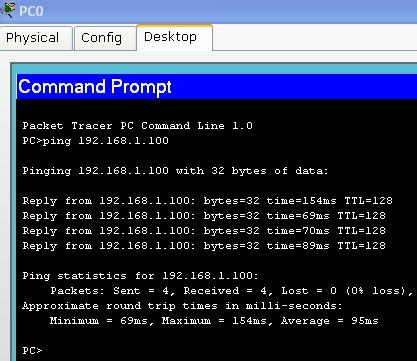 PC0
Physical Config Desktop
Command Prompt
Packet Tracer PC Command Line 1.0
PC>ping 192.168.1.100
Pinging 192.168.1.100 with 32 bytes of data:
Reply from 192.168.1.100: bytes=32 time=154ms TTL=128
Reply from 192.168.1.100: bytes=32 time=69ms TTL=128
Reply from 192.168.1.100: bytes=32 time=70ms TTL=128
Reply from 192.168.1.100: bytes=32 time=89ms TTL=128
Ping statistics for 192.168.1.100:
Packets: Sent = 4, Received = 4, Lost = 0 (0% loss),
Approximate round trip times in milli-seconds:
Minimum = 69ms, Maximum = 154ms, Average = 95ms
PC>